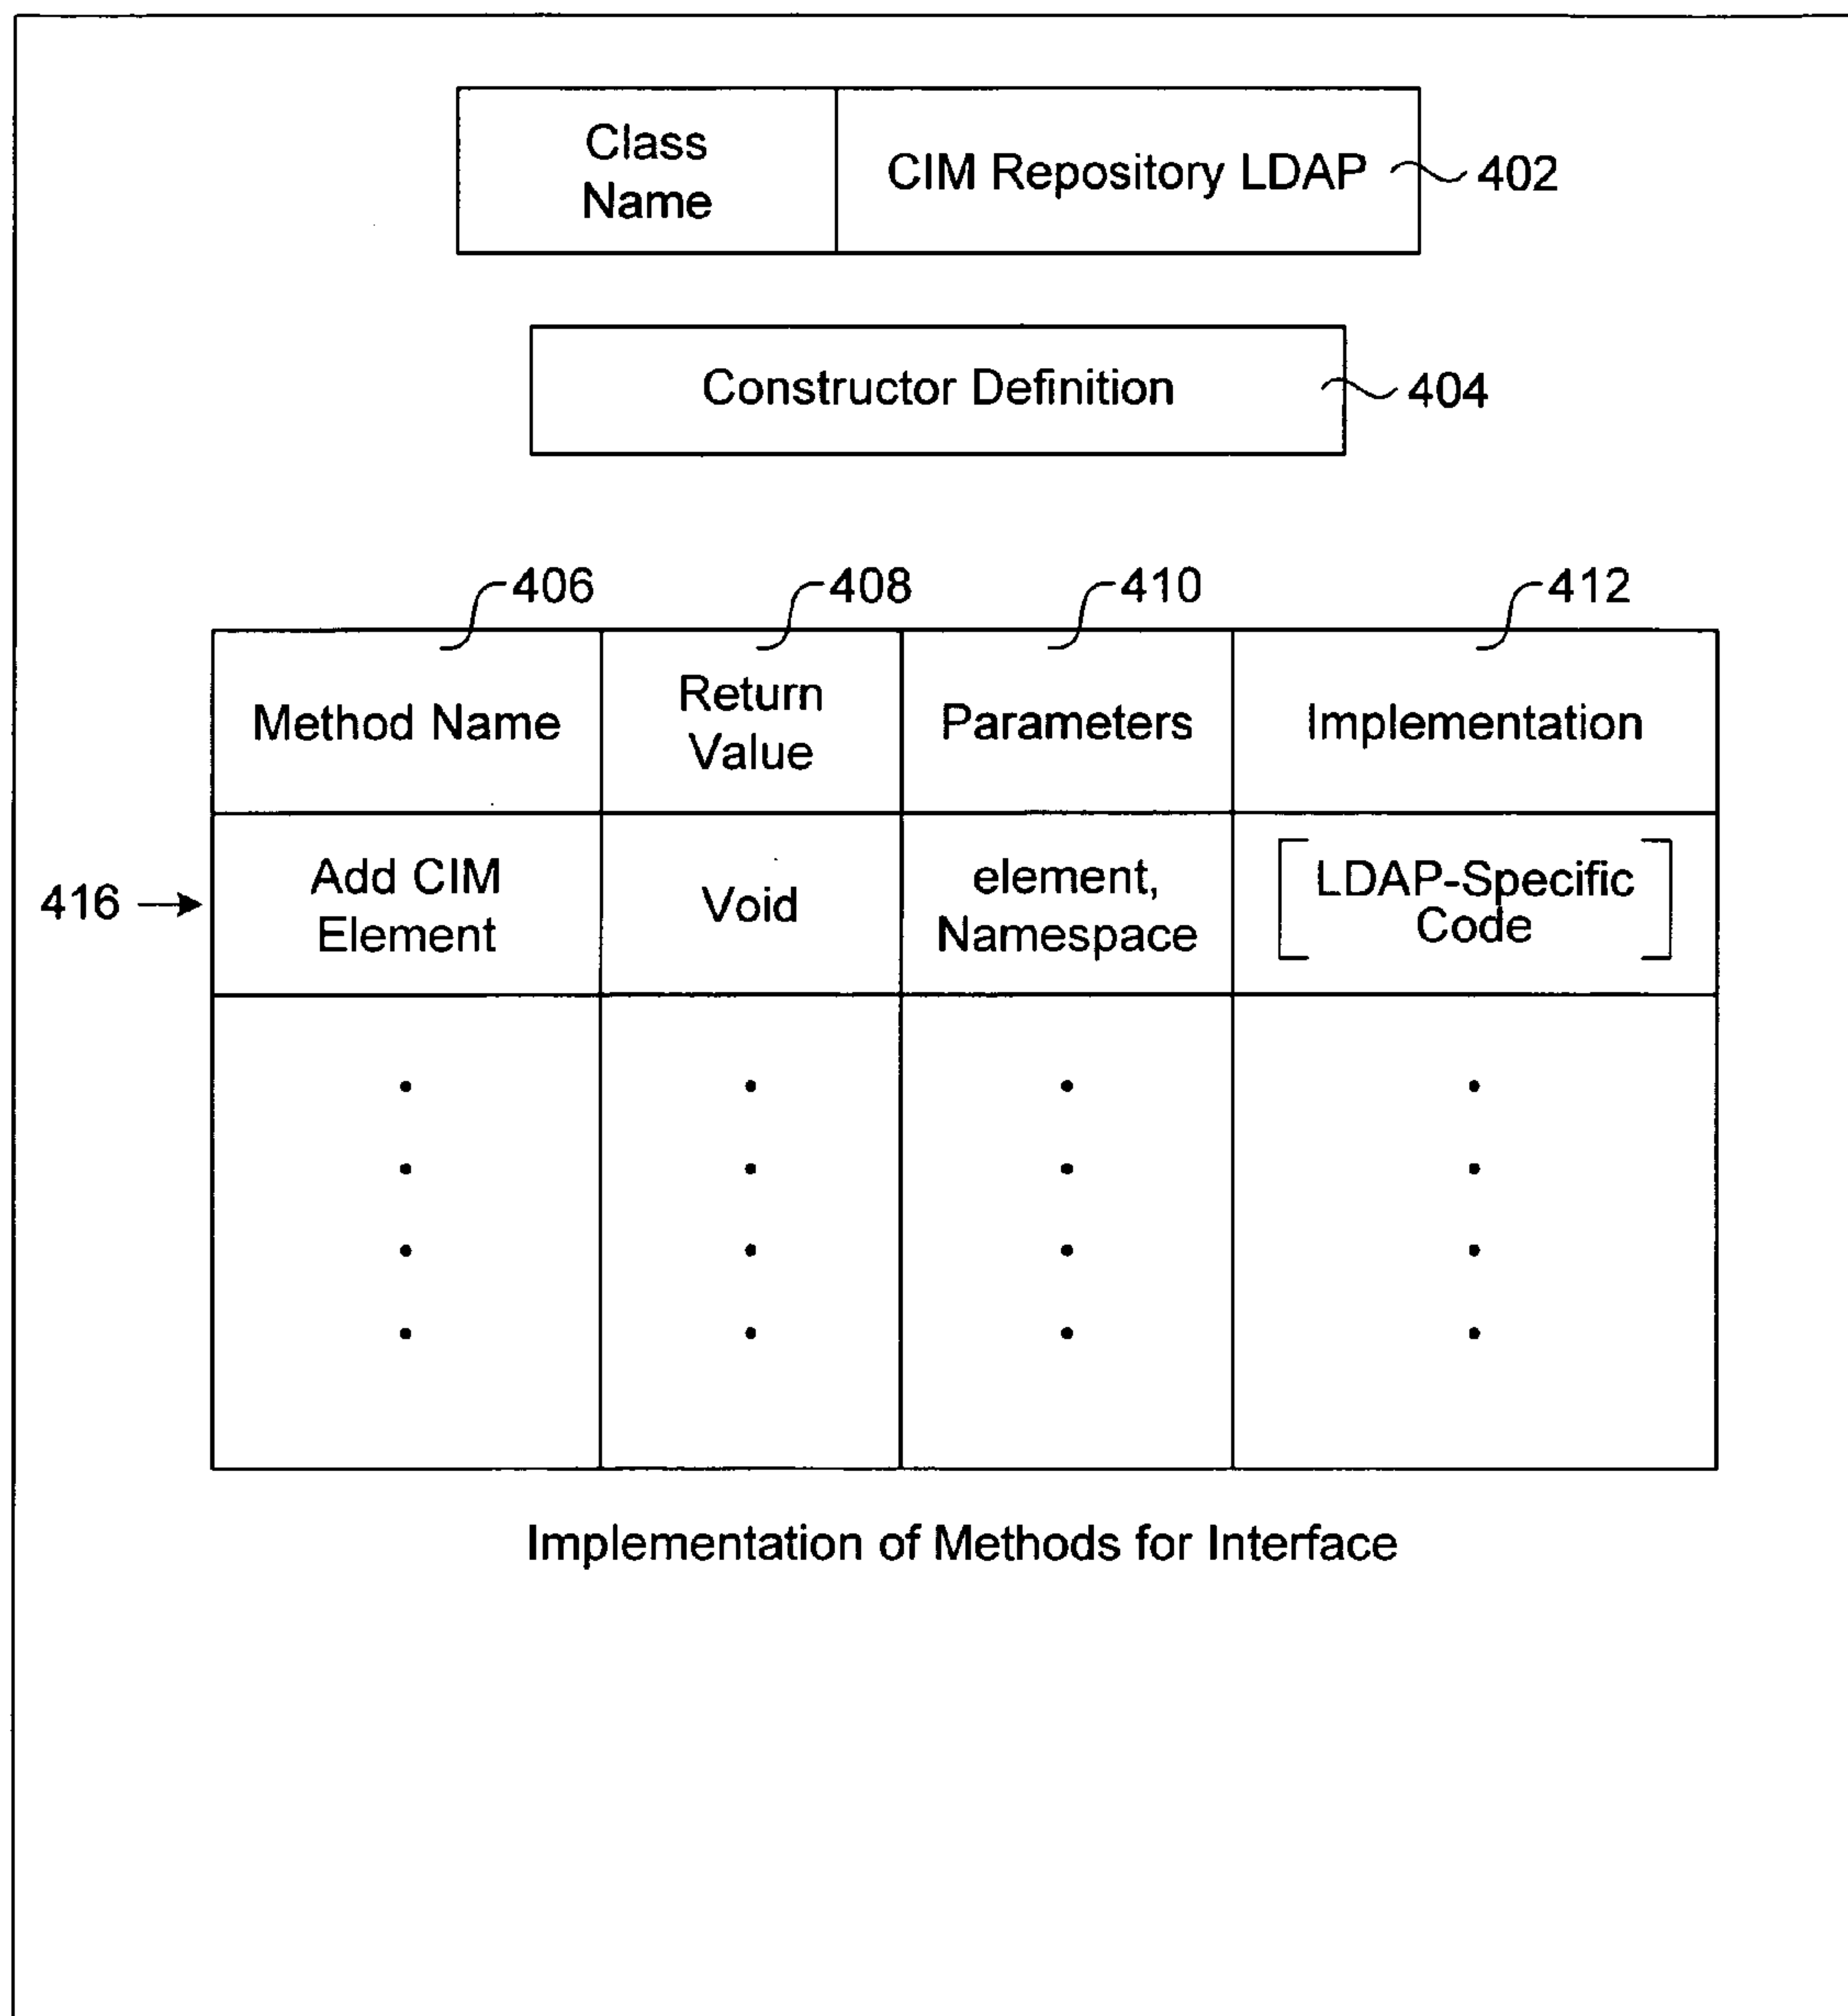 Class
Name
CIM Repository LDAP
402
Constructor Definition
404
406
408
410
412
Method Name
Return
Value
Parameters
Implementation
416
Add CIM
Element
Void
element,
Namespace
LDAP-Specific
Code
Implementation of Methods for Interface